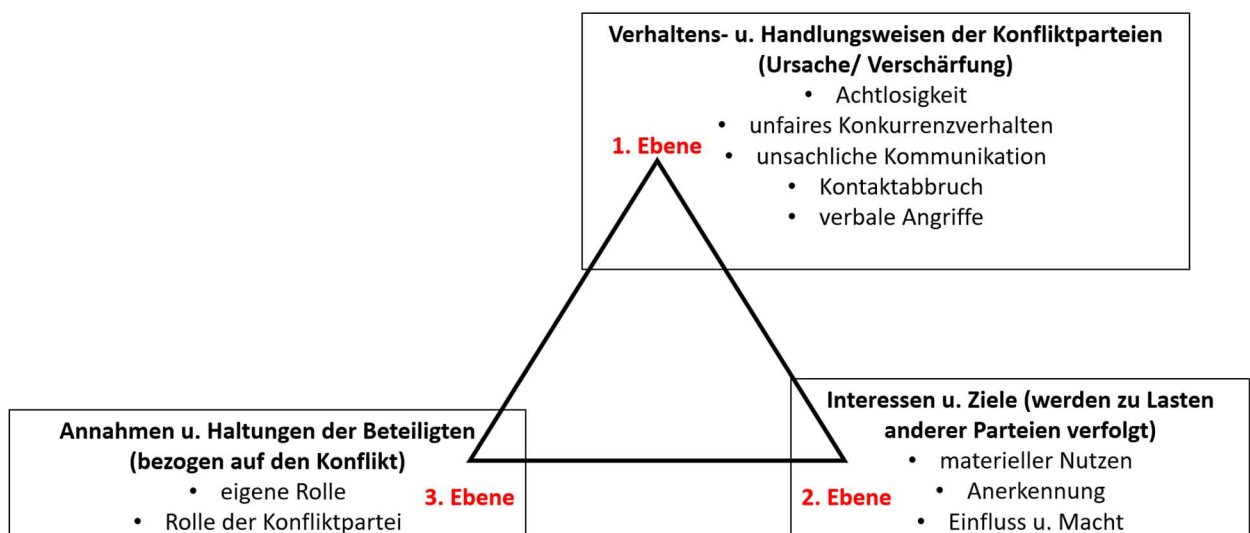 Verhaltens- u. Handlungsweisen der Konfliktparteien
(Ursache/ Verschärfung)
• Achtlosigkeit
• unfaires Konkurrenzverhalten
• unsachliche Kommunikation
• Kontaktabbruch
• verbale Angriffe
1. Ebene
Interessen u. Ziele (werden zu Lasten
anderer Parteien verfolgt)
• materieller Nutzen
• Anerkennung
• Einfluss u. Macht
2. Ebene
Annahmen u. Haltungen der Beteiligten
(bezogen auf den Konflikt)
• eigene Rolle
• Rolle der Konfliktpartei
3. Ebene